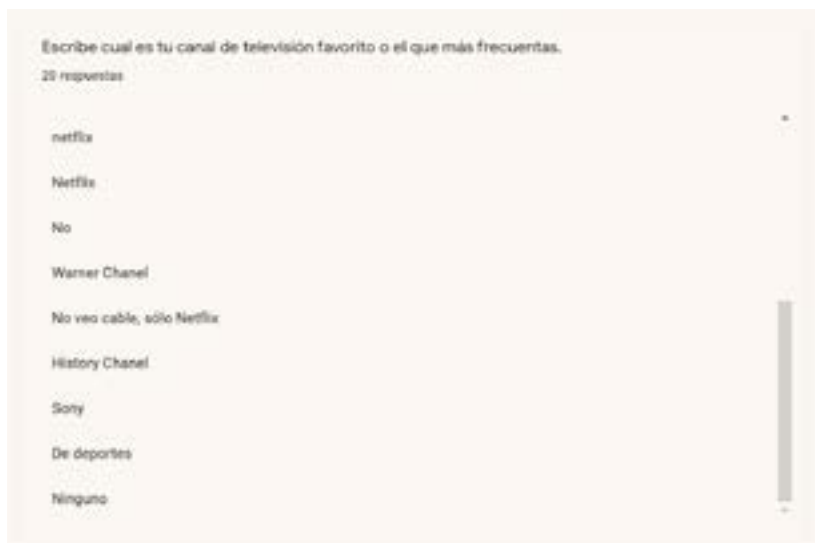 Escribe cual es tu canal de televisión favorito o el que más frecuentas.
20 respuestas
netflix
Netflix
No
Warner Chanel
No veo cable, sólo Netflix
History Chanel
Sony
De deportes
Ninguno